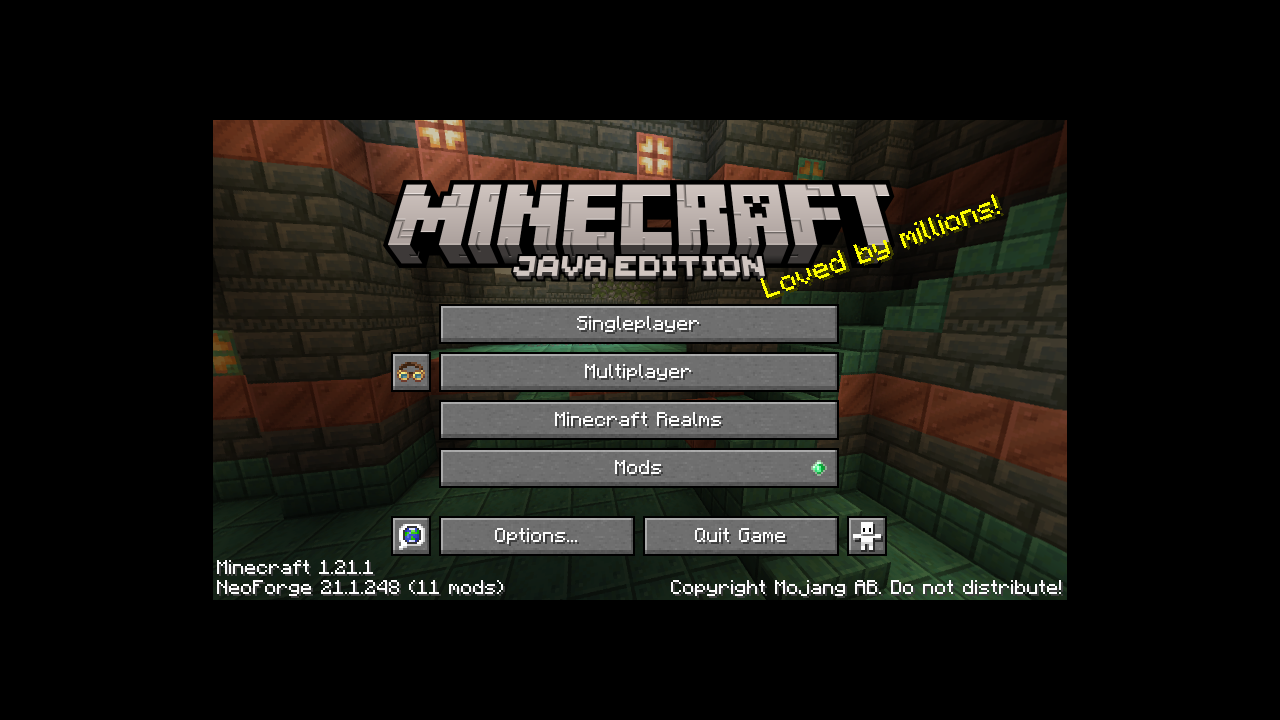 MINECRAFT
JAVA EDITION
Loved by millions!
Singleplayer
Multiplayer
Minecraft Realms
Mods
Options...
Quit Game
Minecraft 1.21.1
NeoForge 21.1.248 (11 mods)
Copyright Mojang AB. Do not distribute!